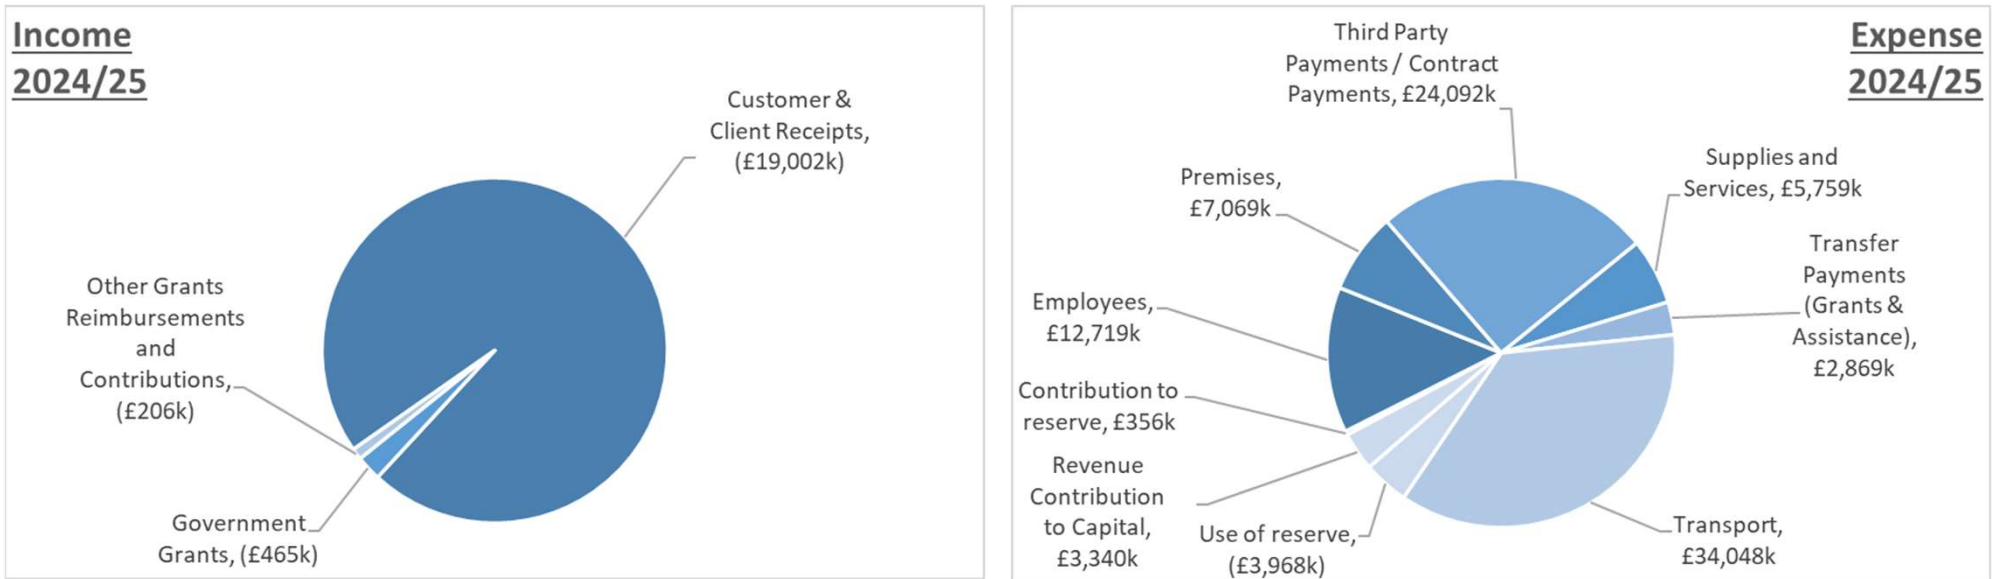 Income
2024/25
Customer &
Client Receipts,
(£19,002k)
Other Grants
Reimbursements
and
Contributions,
(£206k)
Government
Grants, (£465k)
Expense
2024/25
Third Party
Payments / Contract
Payments, £24,092k
Supplies and
Services, £5,759k
Transfer
Payments
(Grants &
Assistance),
£2,869k
Transport,
£34,048k
Use of reserve,
(£3,968k)
Revenue
Contribution
to Capital,
£3,340k
Contribution to
reserve, £356k
Employees,
£12,719k
Premises,
£7,069k